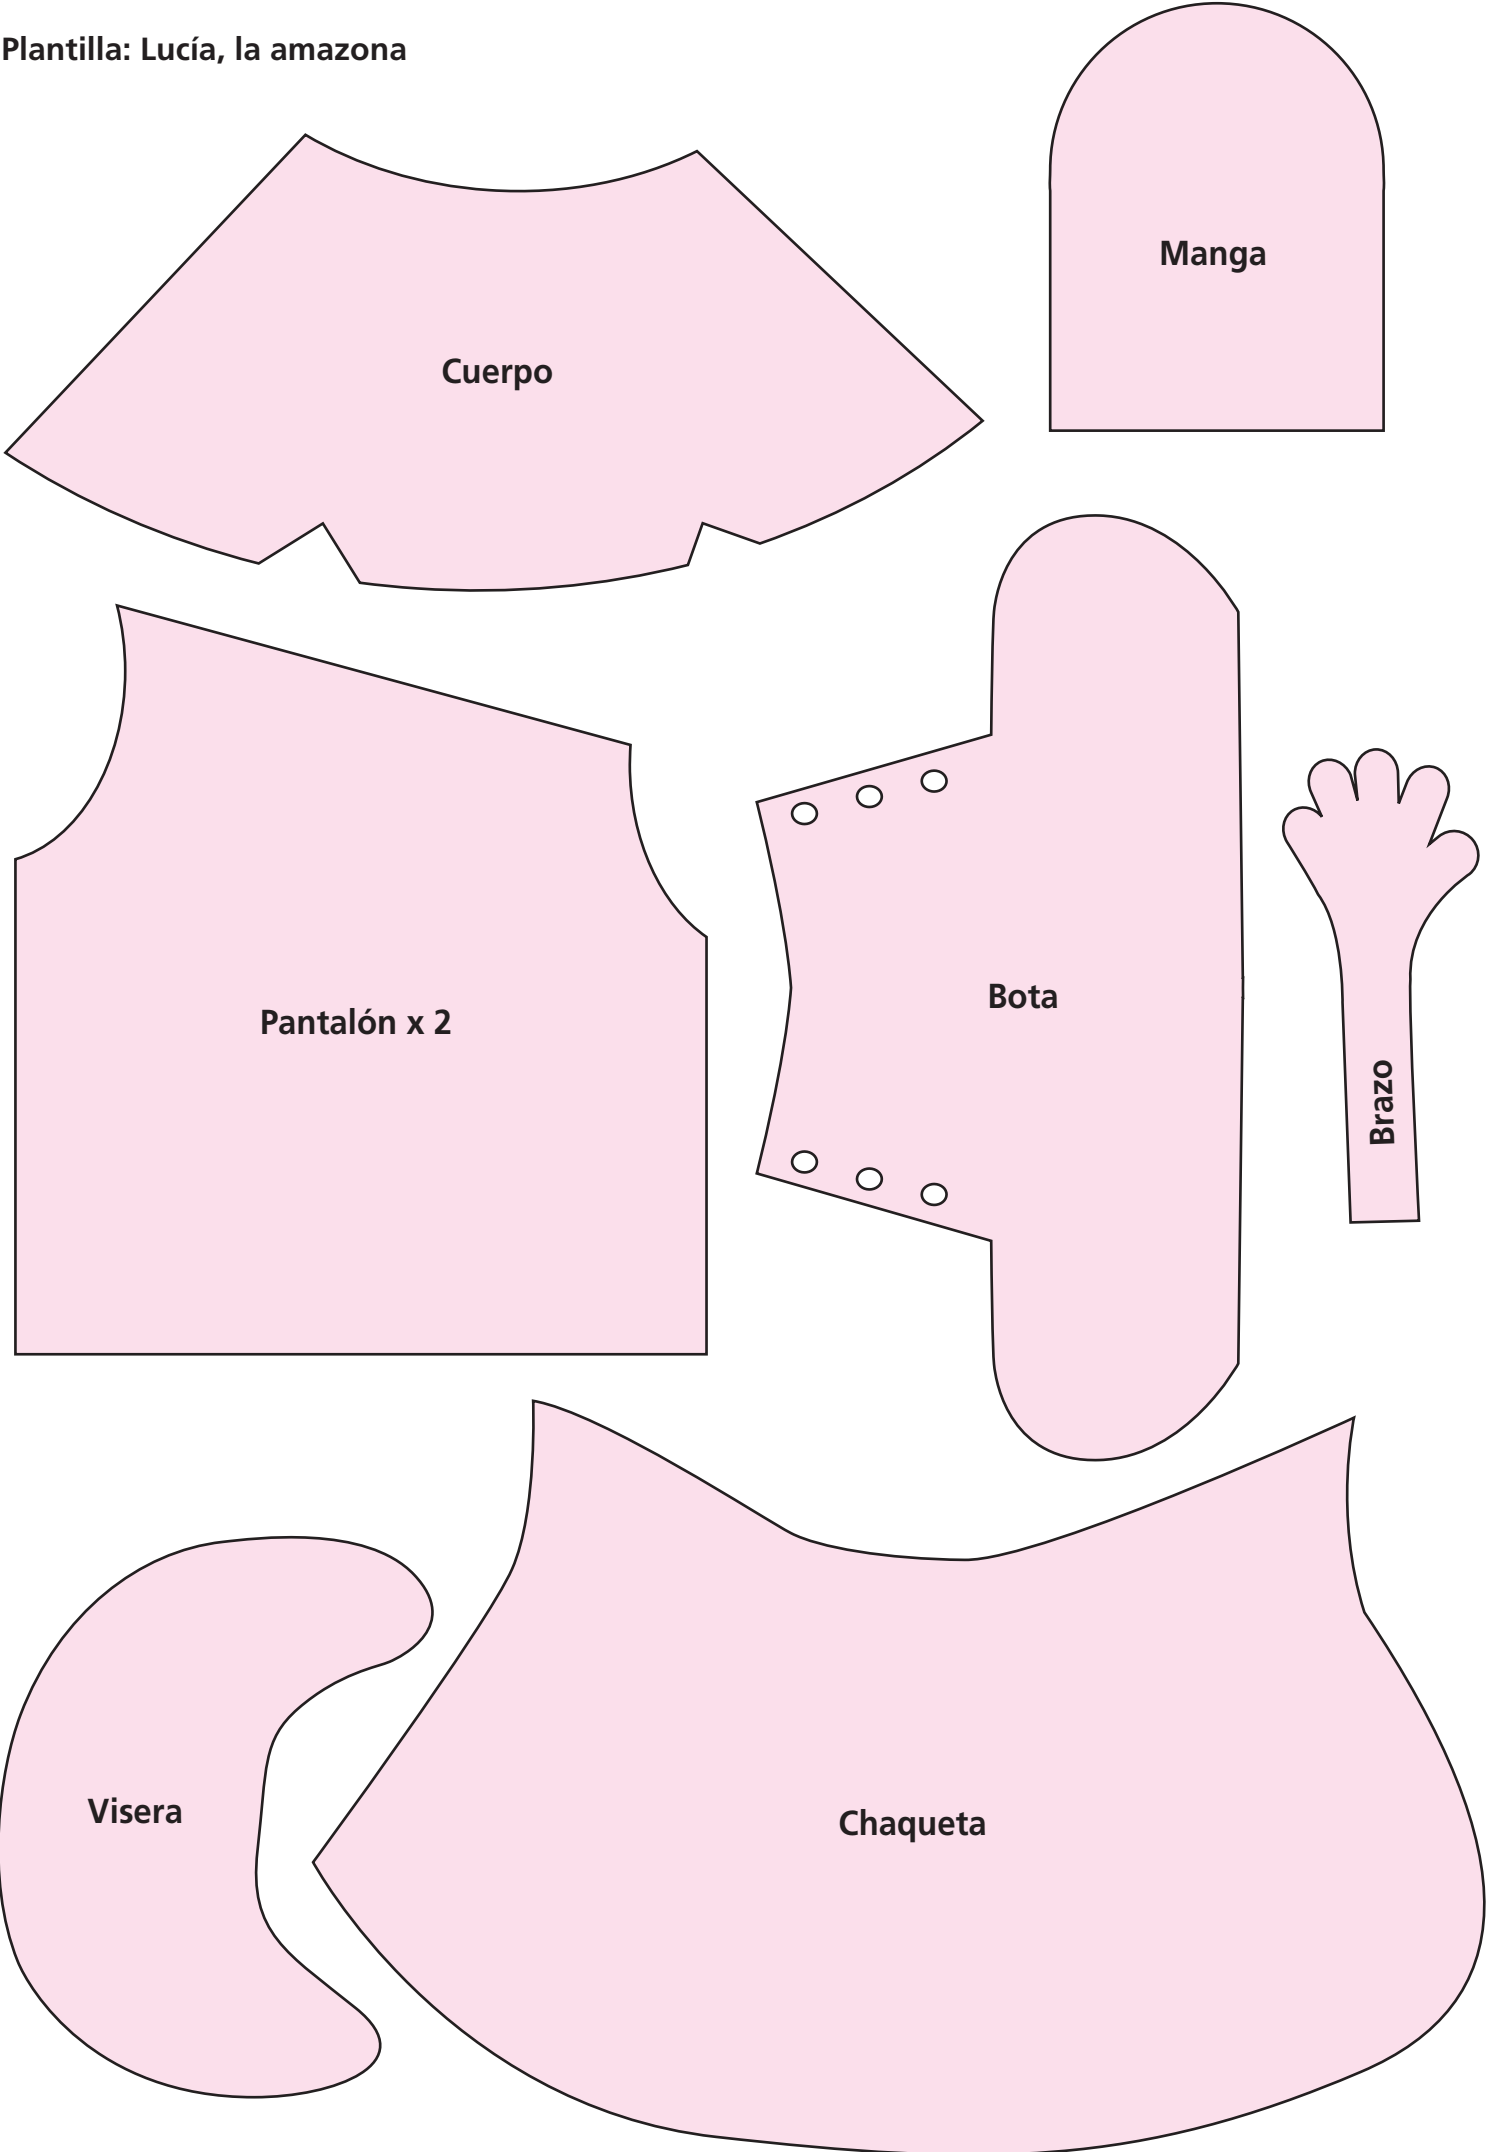 Plantilla: Lucía, la amazona
Manga
Cuerpo
Bota
Pantalón x 2
Brazo
Visera
Chaqueta